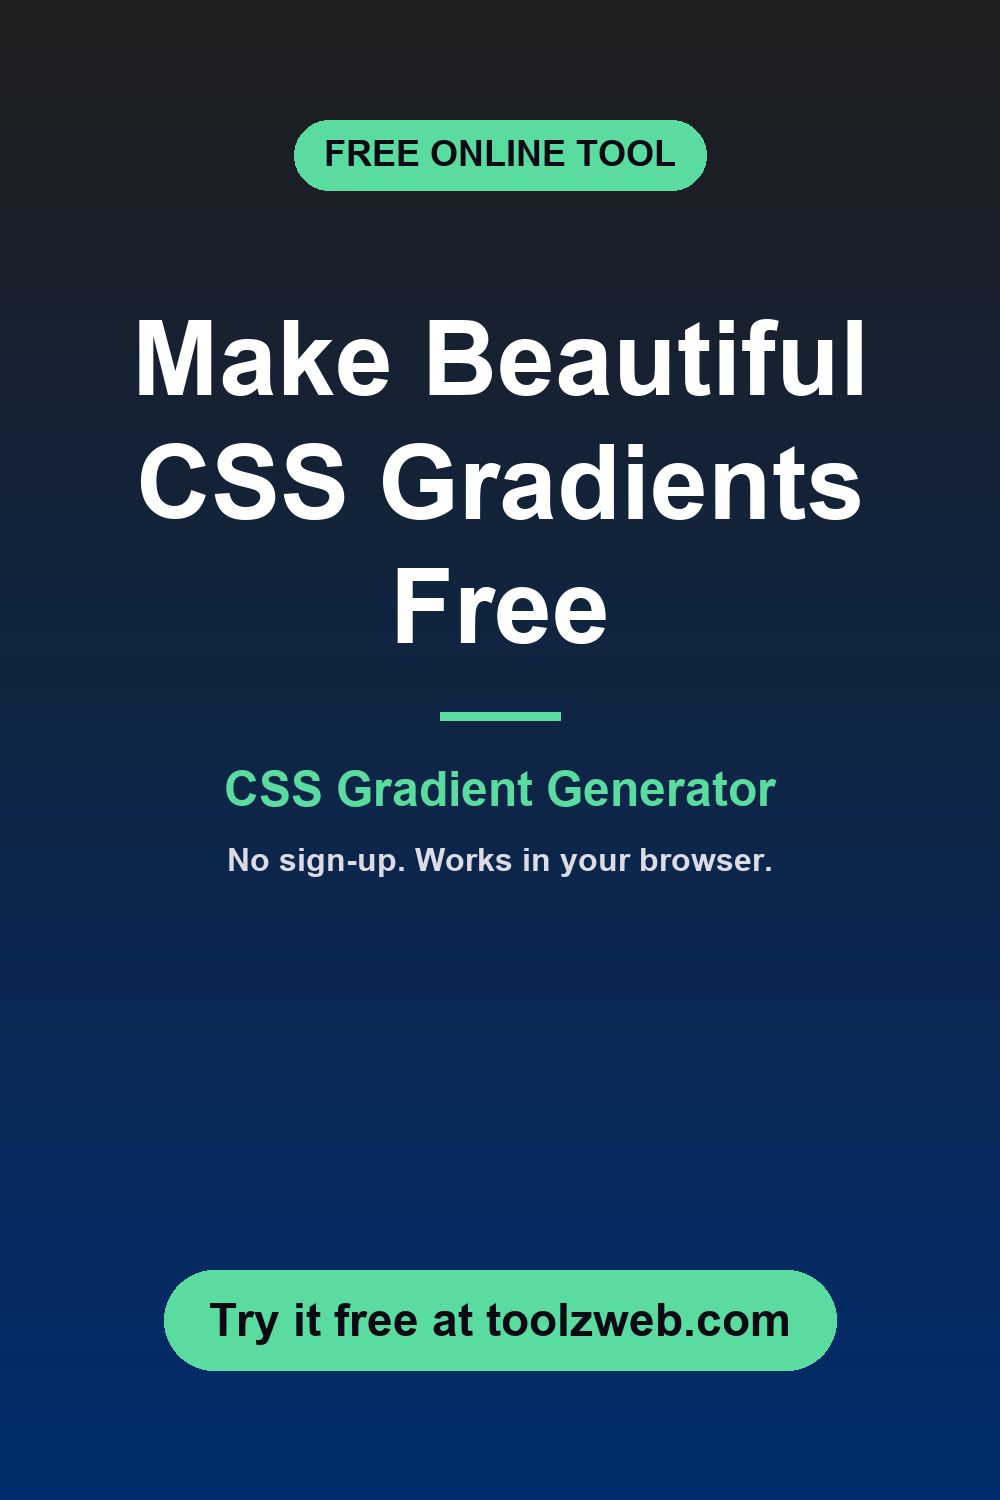 FREE ONLINE TOOL
Make Beautiful
CSS Gradients
Free
CSS Gradient Generator
No sign-up. Works in your browser.
Try it free at toolzweb.com